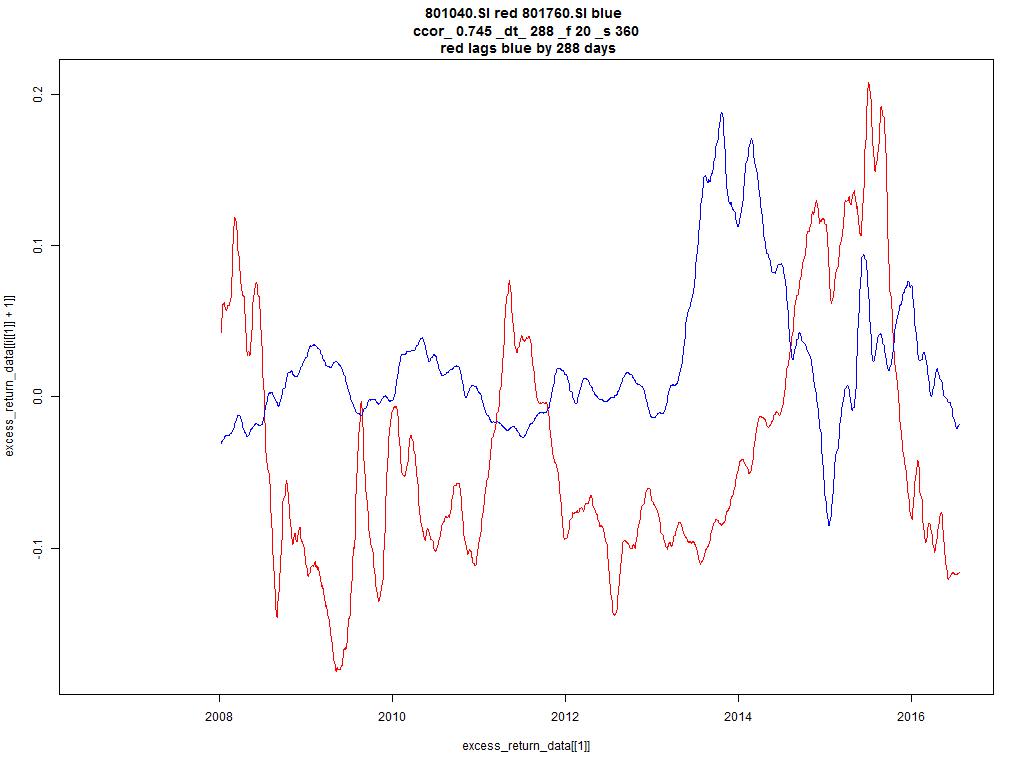 801040.SI red 801760.SI blue
ccor_ 0.745 _dt_ 288 _f 20 _s 360
red lags blue by 288 days
0.2
0.1
0.0
-0.1
excess_return_data[[i[[1]] + 1]]
2008 2010 2012 2014 2016
excess_return_data[[1]]